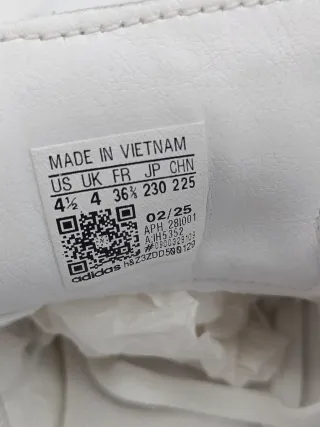 MADE IN VIETNAM
US UK FR JP CHN
4½ 4 36⅔ 230 225
02/25
APH 281001
adidas